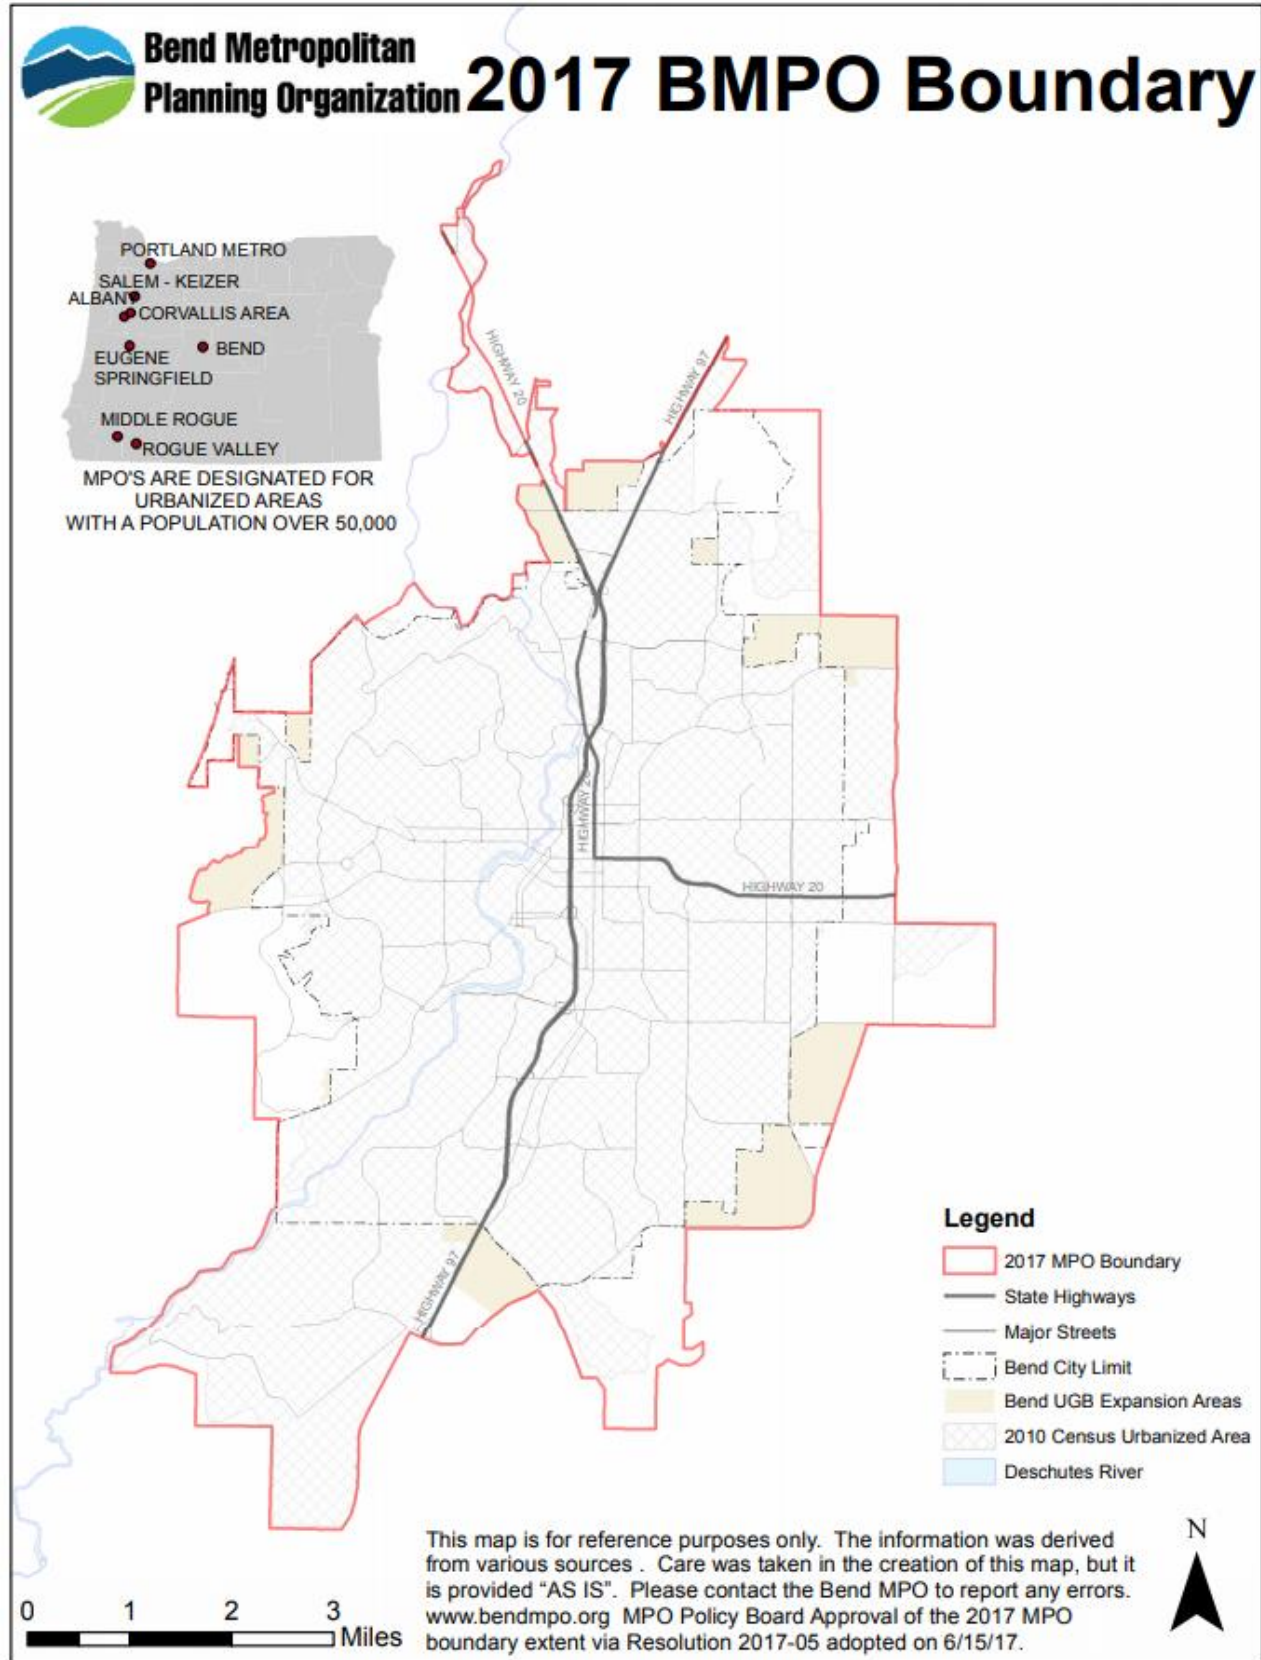 Bend Metropolitan
Planning Organization
2017 BMPO Boundary
PORTLAND METRO
SALEM - KEIZER
ALBANY
CORVALLIS AREA
BEND
EUGENE
SPRINGFIELD
MIDDLE ROGUE
ROGUE VALLEY
MPO'S ARE DESIGNATED FOR
URBANIZED AREAS
WITH A POPULATION OVER 50,000
HIGHWAY 20
HIGHWAY 97
HIGHWAY 20
HIGHWAY 20
HIGHWAY 97
Legend
2017 MPO Boundary
State Highways
Major Streets
Bend City Limit
Bend UGB Expansion Areas
2010 Census Urbanized Area
Deschutes River
N
This map is for reference purposes only. The information was derived
from various sources . Care was taken in the creation of this map, but it
is provided “AS IS”. Please contact the Bend MPO to report any errors.
www.bendmpo.org MPO Policy Board Approval of the 2017 MPO
boundary extent via Resolution 2017-05 adopted on 6/15/17.
0 1 2 3
Miles